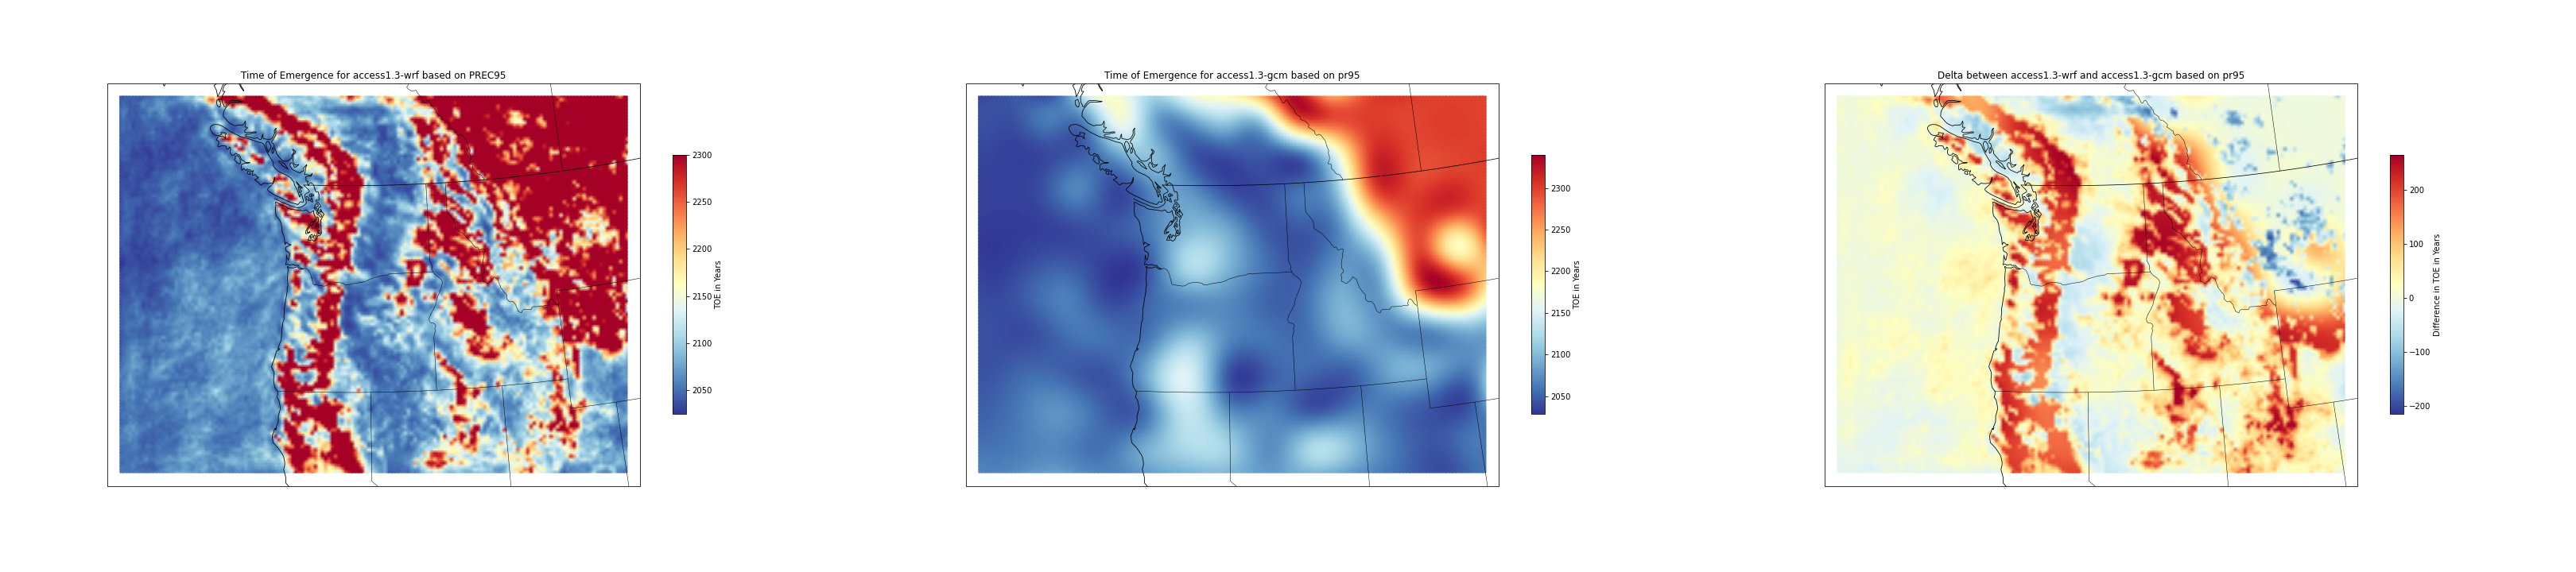 Time of Emergence for access1.3-wrf based on PREC95
2300
2250
2200
2150
2100
2050
TOE in Years
Time of Emergence for access1.3-gcm based on pr95
2300
2250
2200
2150
2100
2050
TOE in Years
Delta between access1.3-wrf and access1.3-gcm based on pr95
200
100
0
−100
−200
Difference in TOE in Years